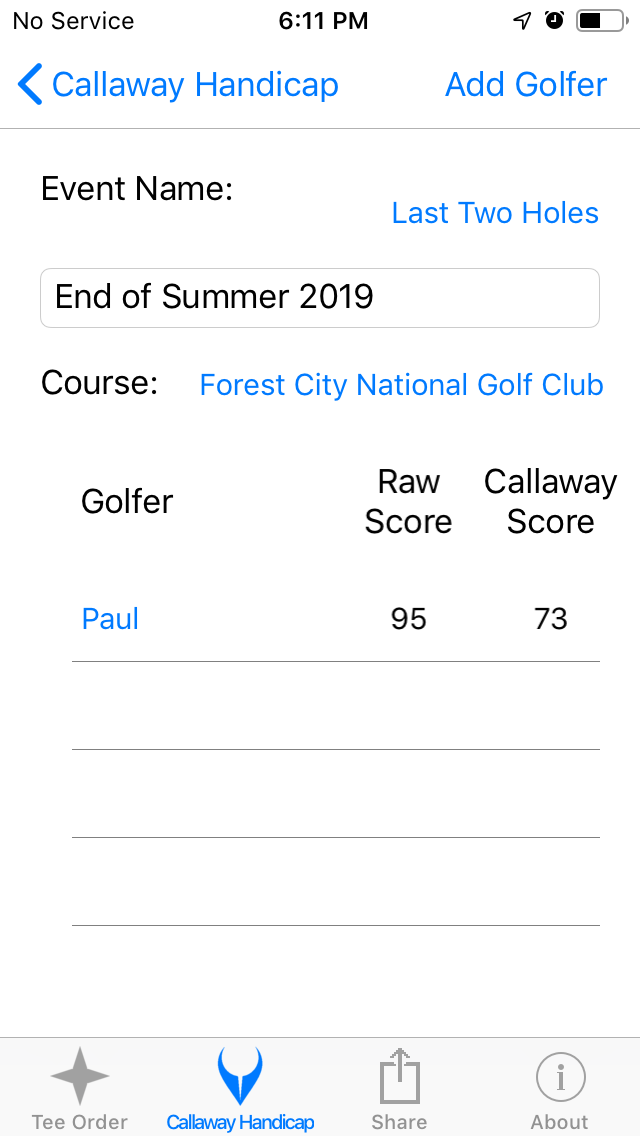 No Service 6:11 PM
Callaway Handicap Add Golfer
Event Name:
Last Two Holes
End of Summer 2019
Course: Forest City National Golf Club
Golfer Raw Score Callaway Score
Paul 95 73
Tee Order Callaway Handicap Share About